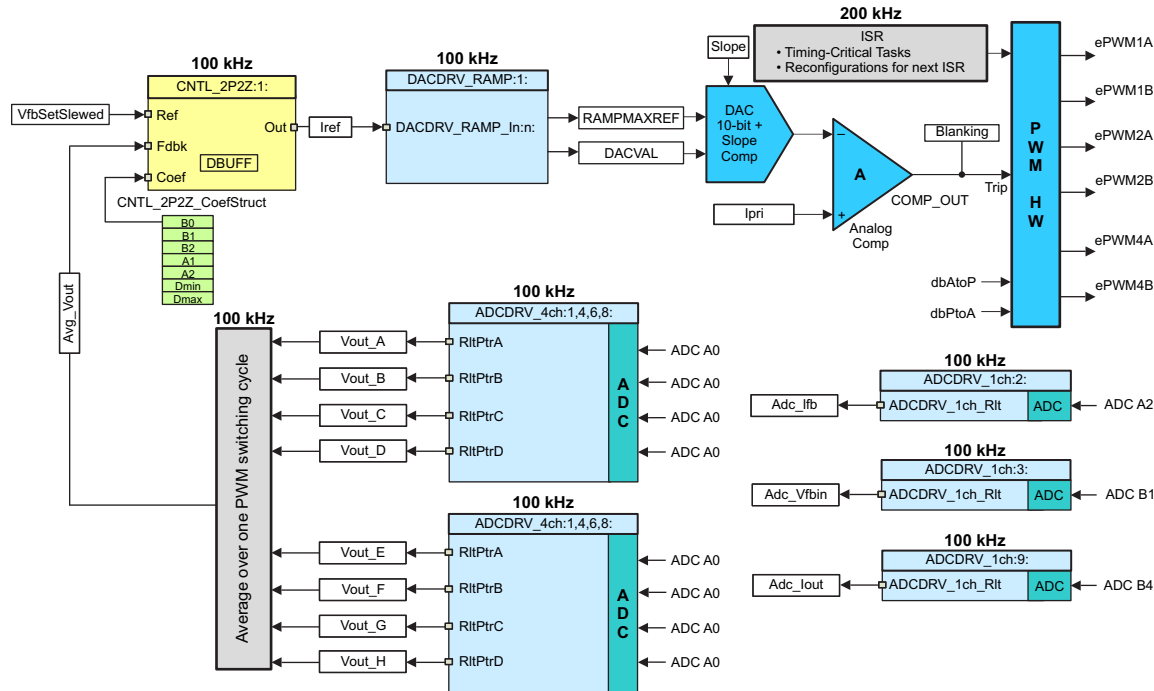 100 kHz
CNTL_2P2Z:1:
VfbSetSlewed
Ref
Fdbk
Coef
Out
DBUFF
CNTL_2P2Z_CoefStruct
B0
B1
B2
A1
A2
Dmin
Dmax
Iref
100 kHz
DACDRV_RAMP:1:
DACDRV_RAMP_In:n:
RAMPMAXREF
DACVAL
Slope
DAC
10-bit +
Slope
Comp
200 kHz
ISR
• Timing-Critical Tasks
• Reconfigurations for next ISR
Ipri
−
+
A
Analog
Comp
COMP_OUT
Blanking
Trip
dbAtoP
dbPtoA
PWM HW
ePWM1A
ePWM1B
ePWM2A
ePWM2B
ePWM4A
ePWM4B
Avg_Vout
100 kHz
Average over one PWM switching cycle
Vout_A
Vout_B
Vout_C
Vout_D
100 kHz
ADCDRV_4ch:1,4,6,8:
RltPtrA
RltPtrB
RltPtrC
RltPtrD
ADC
ADC A0
ADC A0
ADC A0
ADC A0
Vout_E
Vout_F
Vout_G
Vout_H
100 kHz
ADCDRV_4ch:1,4,6,8:
RltPtrA
RltPtrB
RltPtrC
RltPtrD
ADC
ADC A0
ADC A0
ADC A0
ADC A0
100 kHz
ADCDRV_1ch:2:
Adc_Ifb
ADCDRV_1ch_Rlt
ADC
ADC A2
100 kHz
ADCDRV_1ch:3:
Adc_Vfbin
ADCDRV_1ch_Rlt
ADC
ADC B1
100 kHz
ADCDRV_1ch:9:
Adc_Iout
ADCDRV_1ch_Rlt
ADC
ADC B4